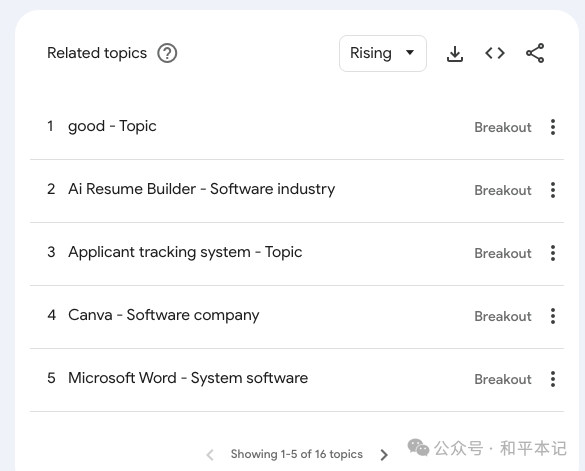 Related topics
Rising
1 good - Topic Breakout
2 Ai Resume Builder - Software industry Breakout
3 Applicant tracking system - Topic Breakout
4 Canva - Software company Breakout
5 Microsoft Word - System software Breakout
Showing 1-5 of 16 topics
公众号 · 和平本记